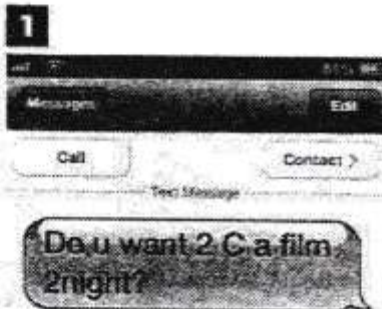 1
Messages Edit
Call Contact >
Text Message
Do u want 2 C a film
2night?